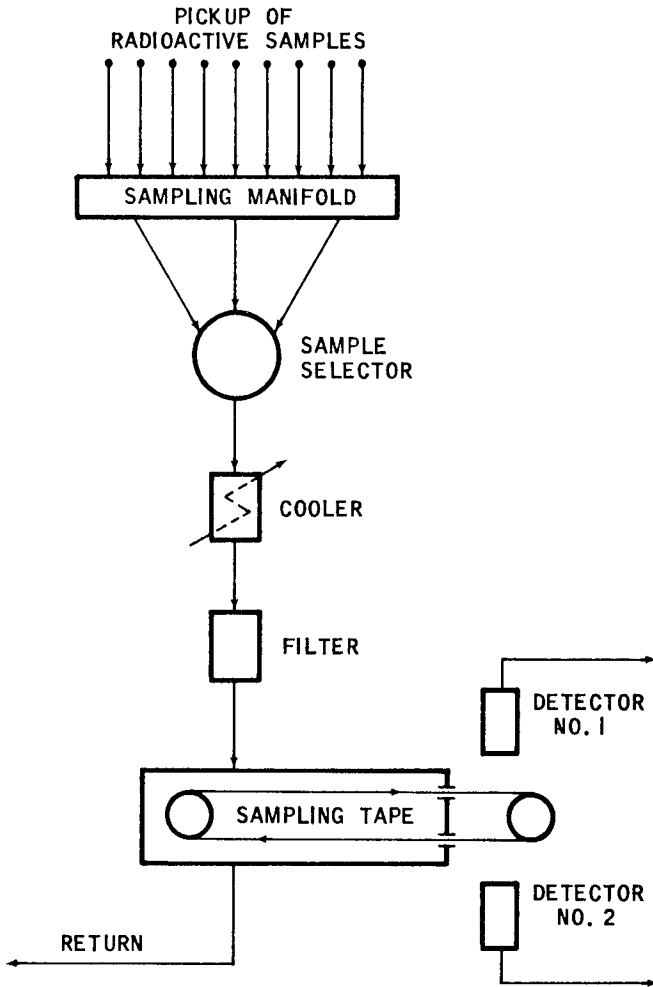 PICKUP OF
RADIOACTIVE SAMPLES
SAMPLING MANIFOLD
SAMPLE
SELECTOR
COOLER
FILTER
DETECTOR
NO. 1
SAMPLING TAPE
DETECTOR
NO. 2
RETURN